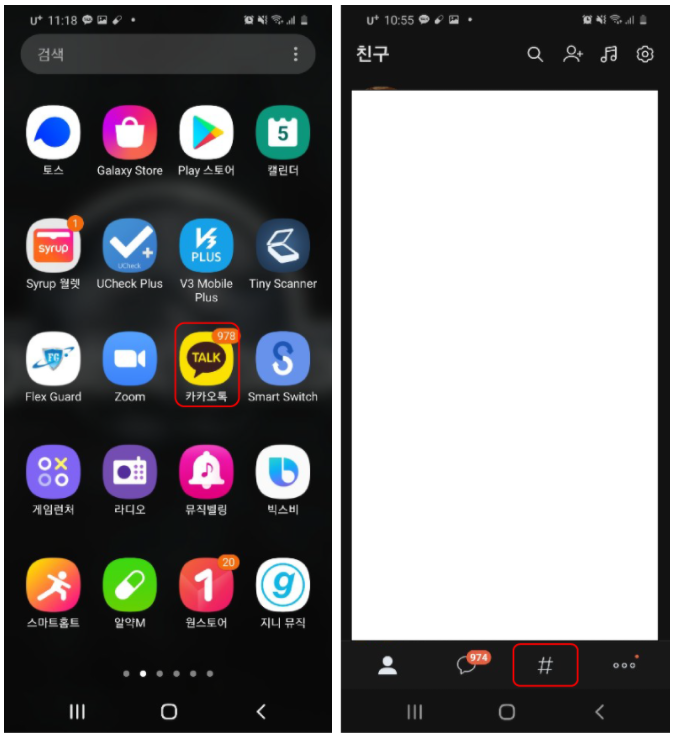 U+ 11:18
검색
5
토스
Galaxy Store
Play 스토어
캘린더
1
syrup
UCheck
V3
PLUS
Syrup 월렛
UCheck Plus
V3 Mobile
Plus
Tiny Scanner
FG
978
TALK
S
Flex Guard
Zoom
카카오톡
Smart Switch
게임런처
라디오
뮤직벨링
빅스비
20
1
g
스마트홈트
알약M
원스토어
지니 뮤직
U+ 10:55
친구
974
#